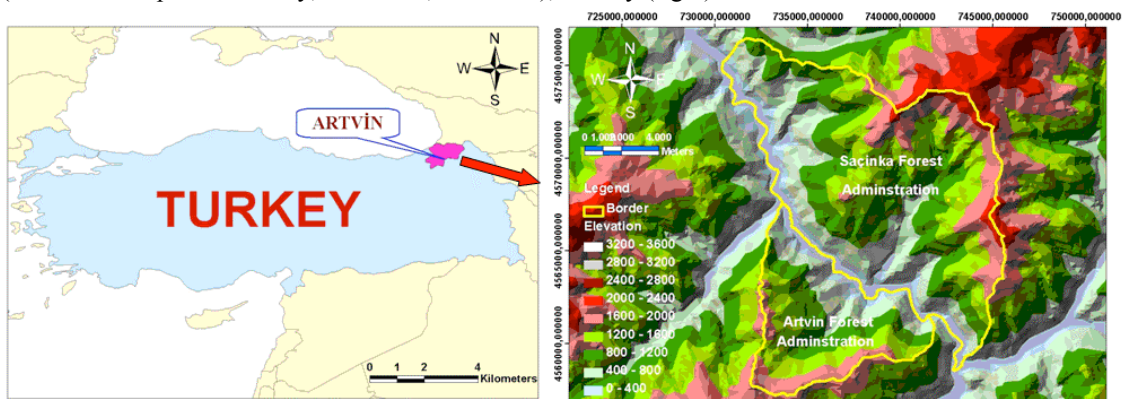 N
W E
S
ARTVİN
TURKEY
0 1 2 4
Kilometers
725000,000000 730000,000000 735000,000000 740000,000000 745000,000000 750000,000000
4575000,000000
4570000,000000
4565000,000000
4560000,000000
N
W E
S
4.000
Meters
Saçinka Forest
Adminstration
Legend
Border
Elevation
3200 - 3600
2800 - 3200
2400 - 2800
2000 - 2400
1600 - 2000
1200 - 1600
800 - 1200
400 - 800
0 - 400
Artvin Forest
Adminstration